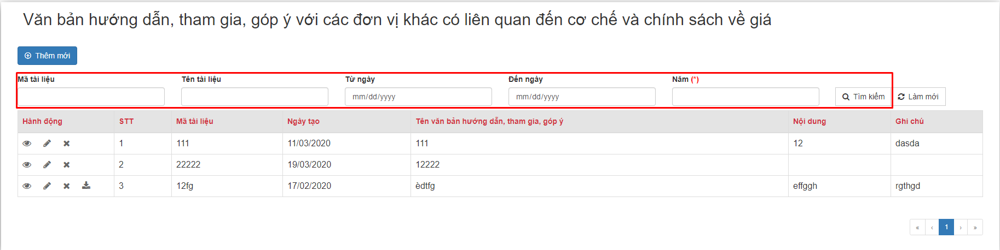 Văn bản hướng dẫn, tham gia, góp ý với các đơn vị khác có liên quan đến cơ chế và chính sách về giá
Thêm mới
Mã tài liệu Tên tài liệu Từ ngày Đến ngày Năm (*)
mm/dd/yyyy mm/dd/yyyy Tìm kiếm Làm mới
Hành động STT Mã tài liệu Ngày tạo Tên văn bản hướng dẫn, tham gia, góp ý Nội dung Ghi chú
1 111 11/03/2020 111 12 dasda
2 22222 19/03/2020 12222
3 12fg 17/02/2020 èdtfg effggh rgthgd
« ‹ 1 › »